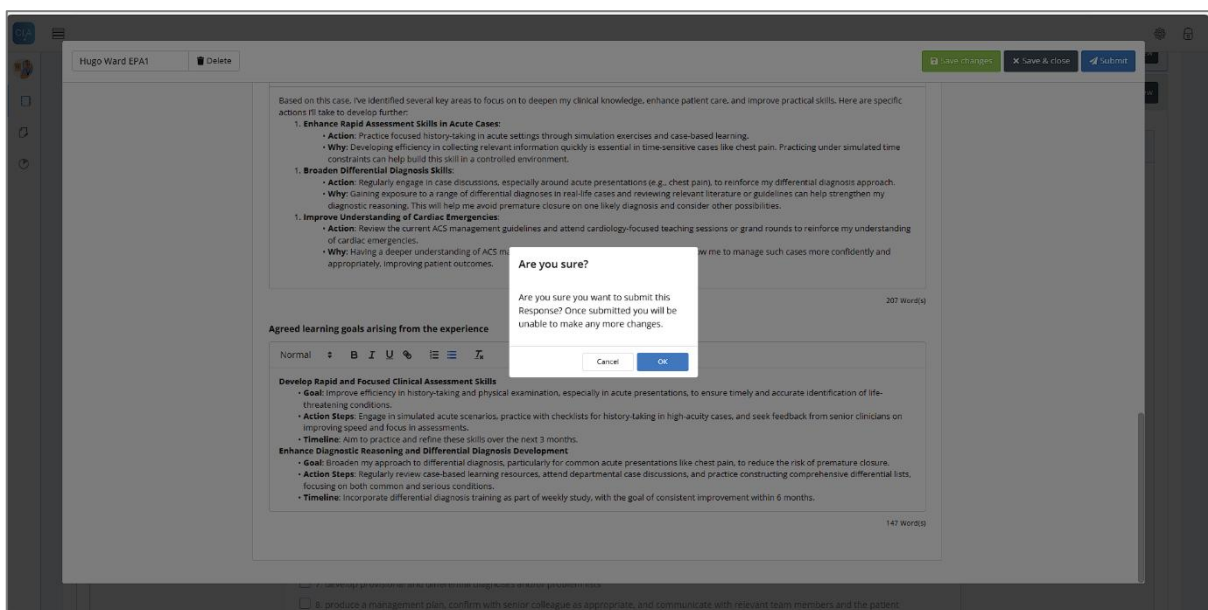 CLA
Hugo Ward EPA1
Delete
Save changes
Save & close
Submit
Based on this case, I've identified several key areas to focus on to deepen my clinical knowledge, enhance patient care, and improve practical skills. Here are specific
actions I'll take to develop further:
1. Enhance Rapid Assessment Skills in Acute Cases:
• Action: Practice focused history-taking in acute settings through simulation exercises and case-based learning.
• Why: Developing efficiency in collecting relevant information quickly is essential in time-sensitive cases like chest pain. Practicing under simulated time
constraints can help build this skill in a controlled environment.
1. Broaden Differential Diagnosis Skills:
• Action: Regularly engage in case discussions, especially around acute presentations (e.g., chest pain), to reinforce my differential diagnosis approach.
• Why: Gaining exposure to a range of differential diagnoses in real-life cases and reviewing relevant literature or guidelines can help strengthen my
diagnostic reasoning. This will help me avoid premature closure on one likely diagnosis and consider other possibilities.
1. Improve Understanding of Cardiac Emergencies:
• Action: Review the current ACS management guidelines and attend cardiology-focused teaching sessions or grand rounds to reinforce my understanding
of cardiac emergencies.
• Why: Having a deeper understanding of ACS me to manage such cases more confidently and
appropriately, improving patient outcomes.
207 Word(s)
Are you sure?
Are you sure you want to submit this
Response? Once submitted you will be
unable to make any more changes.
Cancel
OK
Agreed learning goals arising from the experience
Normal B I U
Develop Rapid and Focused Clinical Assessment Skills
• Goal: Improve efficiency in history-taking and physical examination, especially in acute presentations, to ensure timely and accurate identification of life-
threatening conditions.
• Action Steps: Engage in simulated acute scenarios, practice with checklists for history-taking in high-acuity cases, and seek feedback from senior clinicians on
improving speed and focus in assessments.
• Timeline: Aim to practice and refine these skills over the next 3 months.
Enhance Diagnostic Reasoning and Differential Diagnosis Development
• Goal: Broaden my approach to differential diagnosis, particularly for common acute presentations like chest pain, to reduce the risk of premature closure.
• Action Steps: Regularly review case-based learning resources, attend departmental case discussions, and practice constructing comprehensive differential lists,
focusing on both common and serious conditions.
• Timeline: Incorporate differential diagnosis training as part of weekly study, with the goal of consistent improvement within 6 months.
147 Word(s)
7. develop provisional and differential diagnoses and/or problem lists
8. produce a management plan, confirm with senior colleague as appropriate, and communicate with relevant team members and the patient